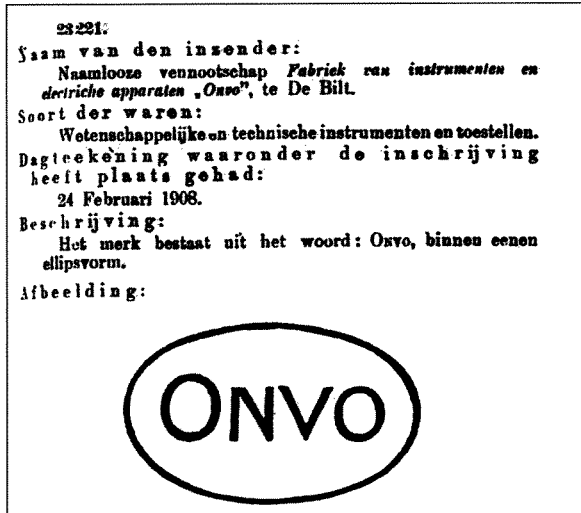 23221.
Naam van den inzender:
Naamlooze vennootschap Fabriek van instrumenten en
electriche apparaten „Onvo”, te De Bilt.
Soort der waren:
Wetenschappelijke en technische instrumenten en toestellen.
Dagteekening waaronder de inschrijving
heeft plaats gehad:
24 Februari 1908.
Beschrijving:
Het merk bestaat uit het woord: Onvo, binnen eenen
ellipsvorm.
Afbeelding:
ONVO